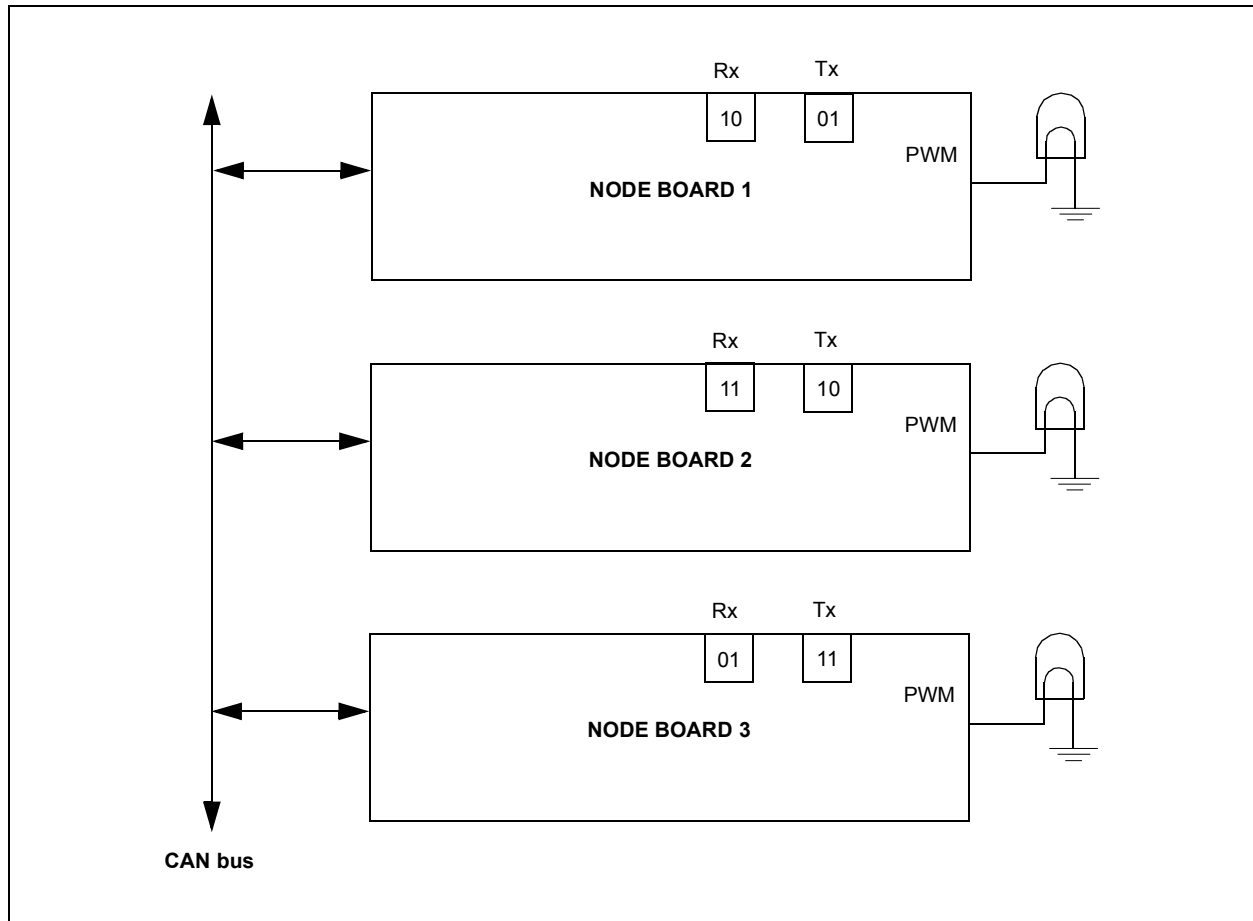 Rx Tx
10 01
PWM
NODE BOARD 1
Rx Tx
11 10
PWM
NODE BOARD 2
Rx Tx
01 11
PWM
NODE BOARD 3
CAN bus